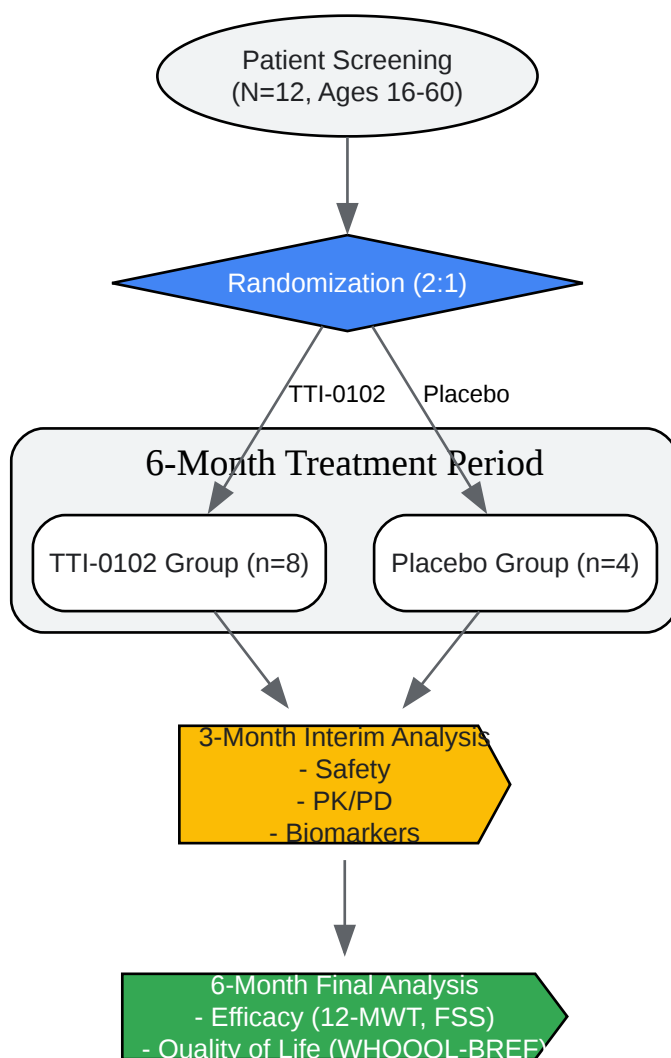 Patient Screening
(N=12, Ages 16-60)
Randomization (2:1)
TTI-0102
Placebo
6-Month Treatment Period
TTI-0102 Group (n=8)
Placebo Group (n=4)
3-Month Interim Analysis
- Safety
- PK/PD
- Biomarkers
6-Month Final Analysis
- Efficacy (12-MWT, FSS)
- Quality of Life (WHOQOL-BREF)